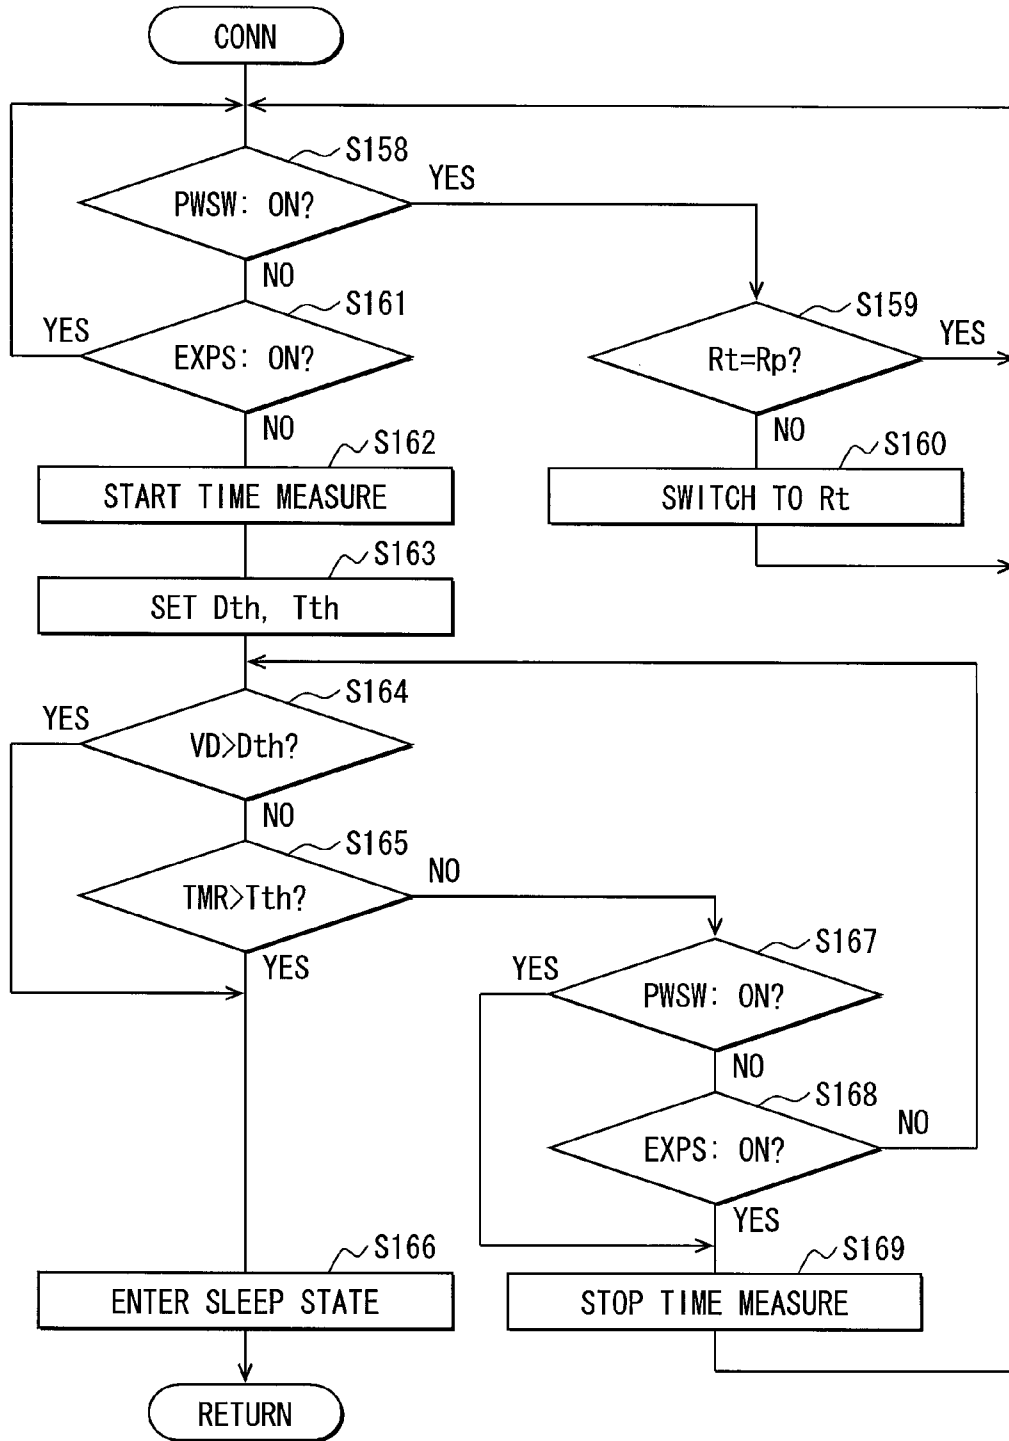 CONN
S158
PWSW: ON?
YES
NO
S161
YES
EXPS: ON?
NO
S159
Rt=Rp?
YES
NO
S160
SWITCH TO Rt
S162
START TIME MEASURE
S163
SET Dth, Tth
S164
YES
VD>Dth?
NO
S165
TMR>Tth?
NO
YES
S167
YES
PWSW: ON?
NO
S168
EXPS: ON?
NO
YES
S166
ENTER SLEEP STATE
S169
STOP TIME MEASURE
RETURN